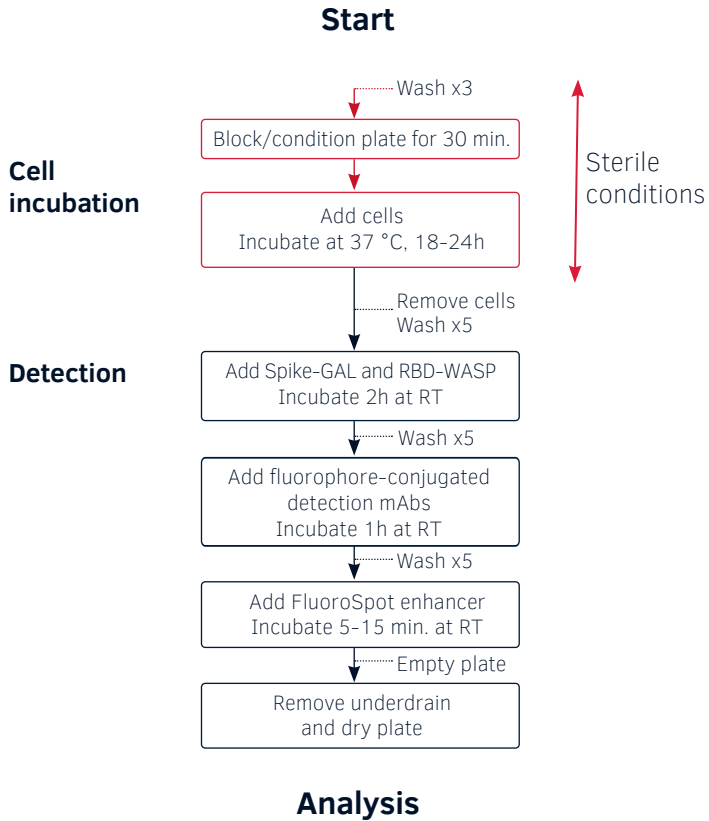 Start
Wash x3
Block/condition plate for 30 min.
Cell
incubation
Sterile
conditions
Add cells
Incubate at 37 °C, 18-24h
Remove cells
Wash x5
Detection
Add Spike-GAL and RBD-WASP
Incubate 2h at RT
Wash x5
Add fluorophore-conjugated
detection mAbs
Incubate 1h at RT
Wash x5
Add FluoroSpot enhancer
Incubate 5-15 min. at RT
Empty plate
Remove underdrain
and dry plate
Analysis